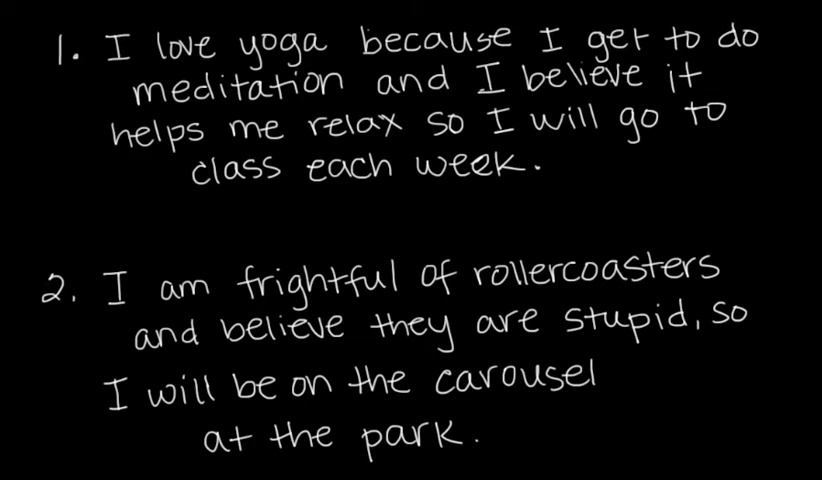 1. I love yoga because I get to do
meditation and I believe it
helps me relax so I will go to
class each week.
2. I am frightful of rollercoasters
and believe they are stupid, so
I will be on the carousel
at the park.